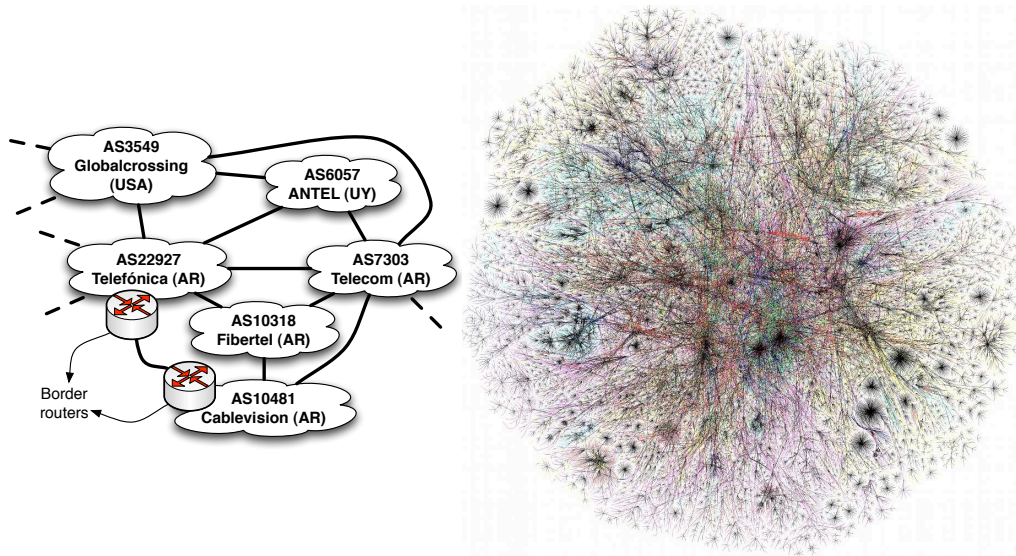 AS3549
Globalcrossing
(USA)
AS6057
ANTEL (UY)
AS22927
Telefónica (AR)
AS7303
Telecom (AR)
AS10318
Fibertel (AR)
AS10481
Cablevision (AR)
Border
routers